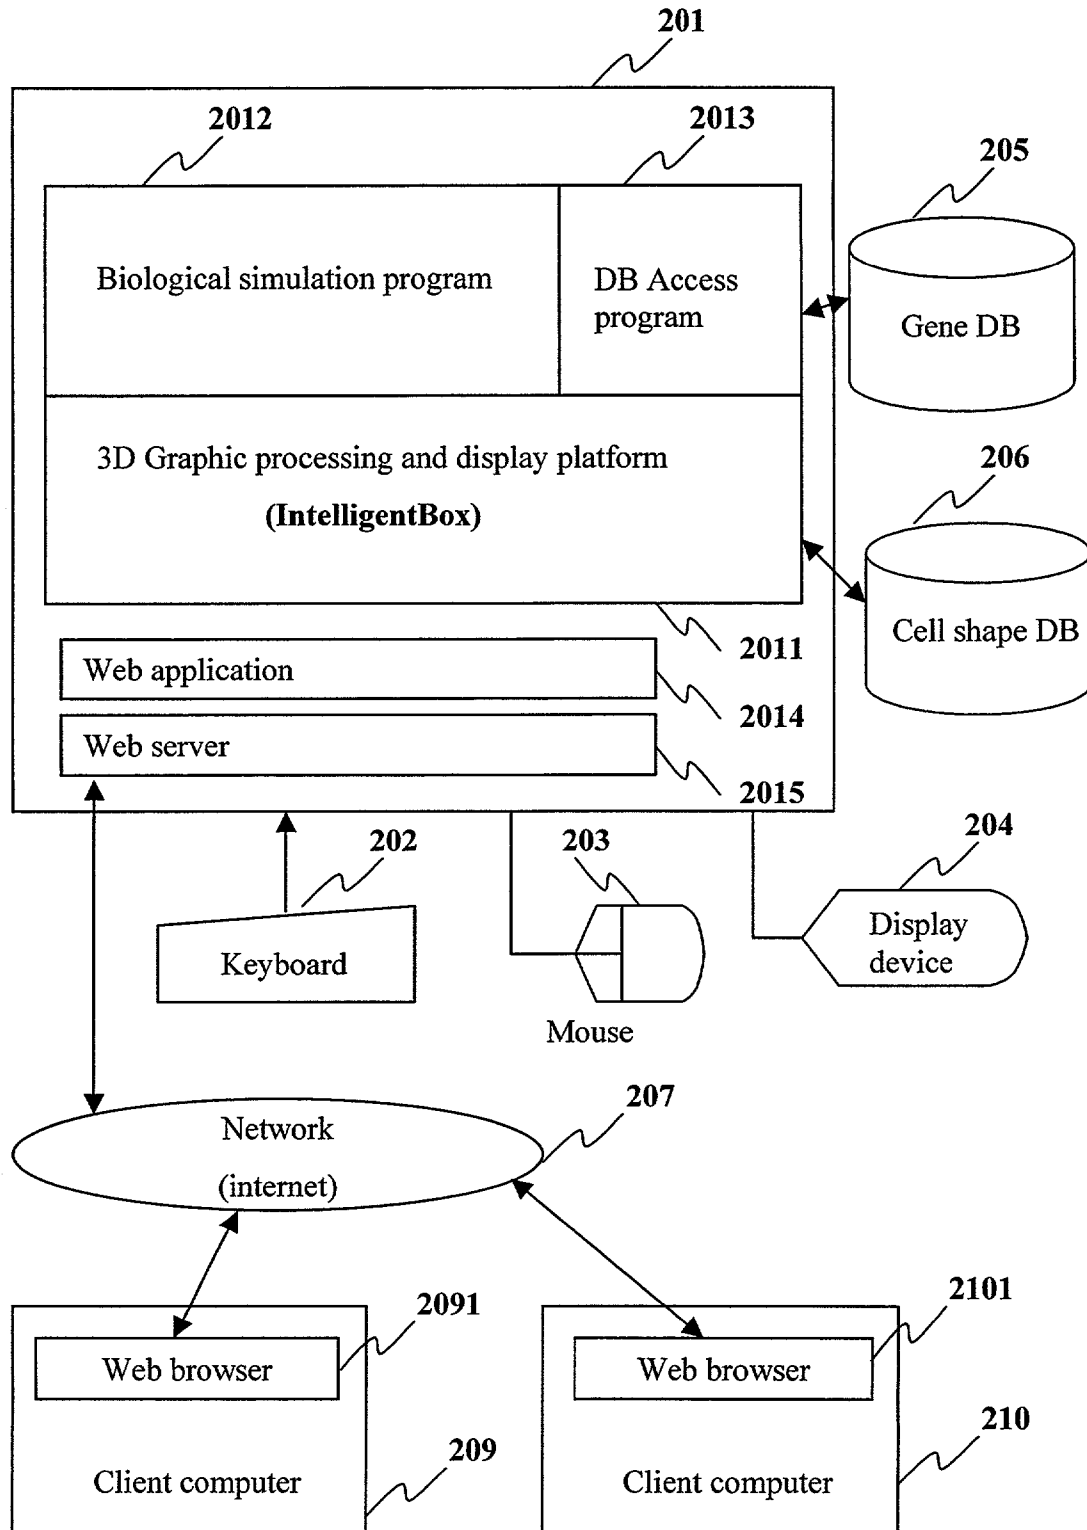 201
2012
2013
205
Biological simulation program
DB Access
program
Gene DB
3D Graphic processing and display platform
(IntelligentBox)
206
Cell shape DB
2011
Web application
2014
Web server
2015
202
203
204
Keyboard
Mouse
Display
device
207
Network
(internet)
2091
2101
Web browser
Web browser
209
210
Client computer
Client computer